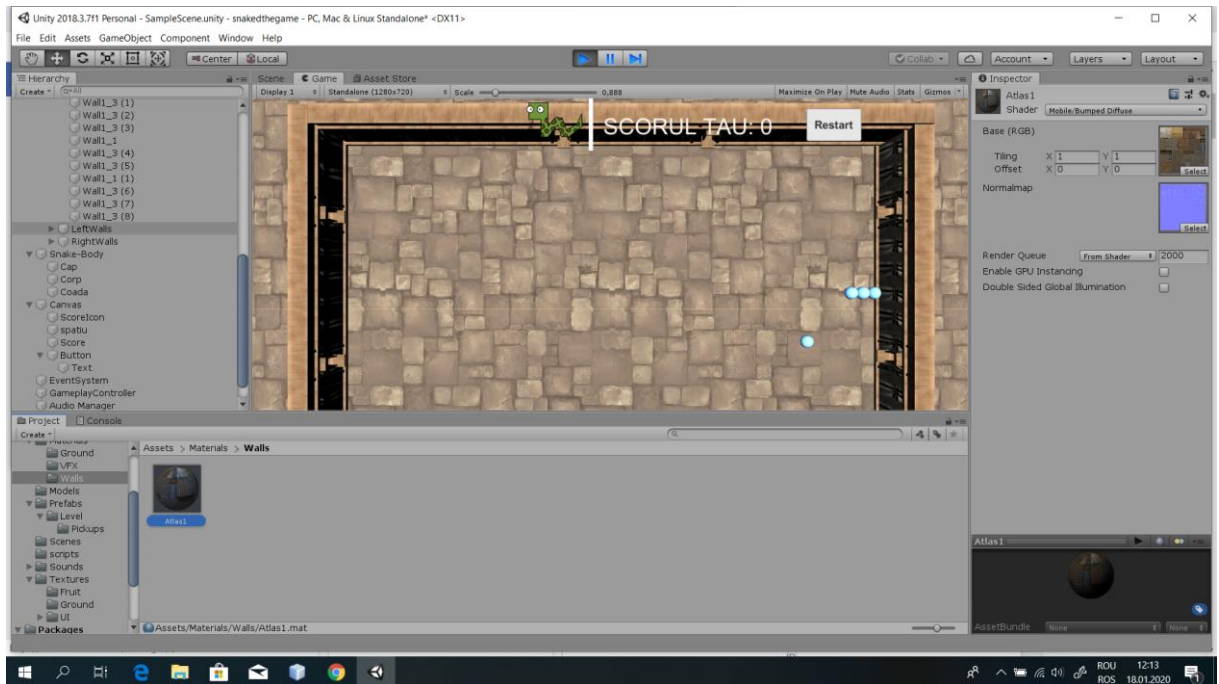 Unity 2018.3.7f1 Personal - SampleScene.unity - snakedthegame - PC, Mac & Linux Standalone* <DX11>
File Edit Assets GameObject Component Window Help
Center Local Collab Account Layers Layout
Hierarchy
Create All
Wall1_3 (1)
Wall1_3 (2)
Wall1_3 (3)
Wall1_1
Wall1_3 (4)
Wall1_3 (5)
Wall1_1 (1)
Wall1_3 (6)
Wall1_3 (7)
Wall1_3 (8)
LeftWalls
RightWalls
Snake-Body
Cap
Corp
Coada
Canvas
ScoreIcon
spatiu
Score
Button
Text
EventSystem
GameplayController
Audio Manager
Scene Game Asset Store
Display 1 Standalone (1280x720) Scale 0.888 Maximize On Play Mute Audio Stats Gizmos
SCORUL TAU: 0 Restart
Inspector
Atlas1
Shader Mobile/Bumped Diffuse
Base (RGB)
Tiling X 1 Y 1
Offset X 0 Y 0
Select
Normalmap
Select
Render Queue From Shader 2000
Enable GPU Instancing
Double Sided Global Illumination
Project Console
Create
Materials
Ground
VFX
Walls
Models
Prefabs
Level
Pickups
Scenes
scripts
Sounds
Textures
Fruit
Ground
UI
Packages
Assets > Materials > Walls
Atlas1
Assets/Materials/Walls/Atlas1.mat
Atlas1
AssetBundle None None
ROU 12:13
ROS 18.01.2020